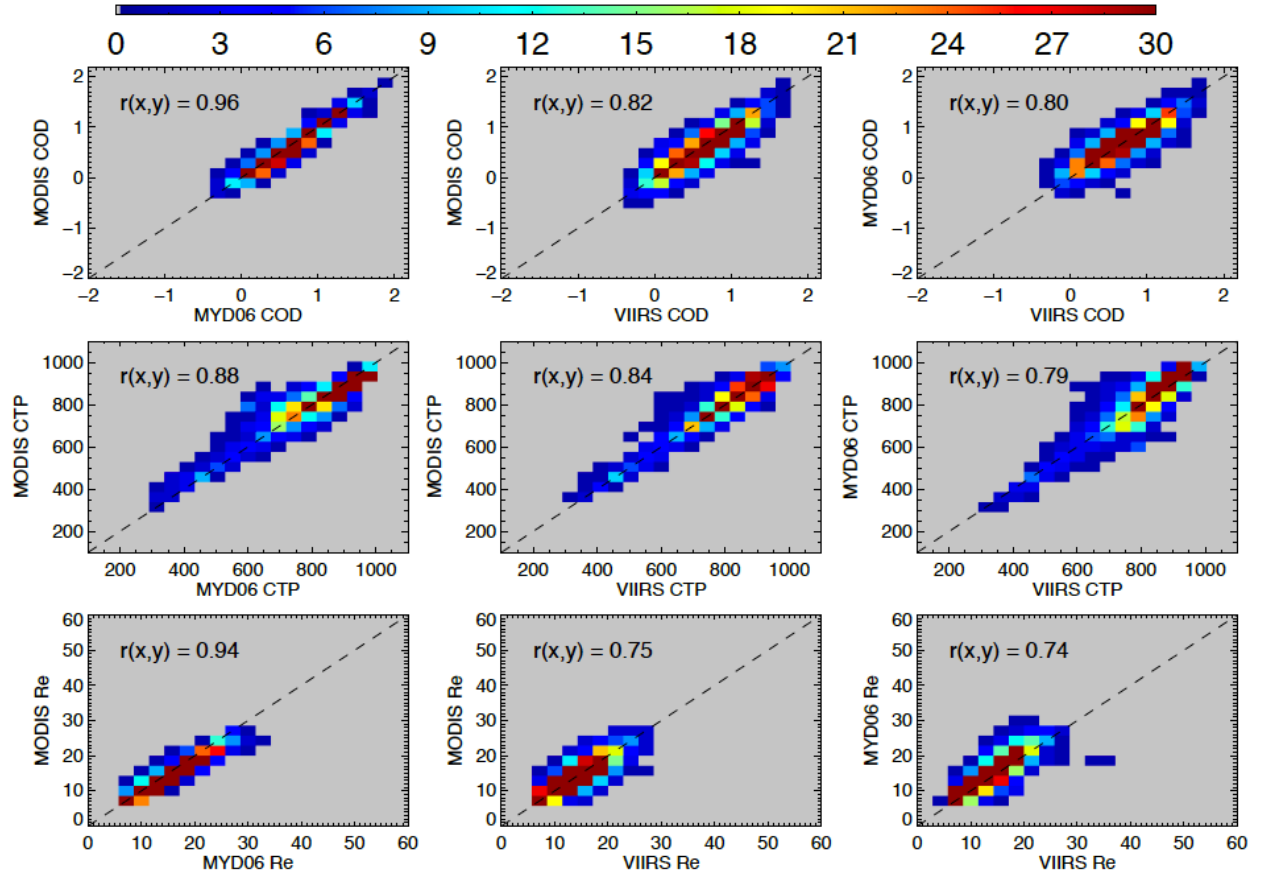 0 3 6 9 12 15 18 21 24 27 30
r(x,y) = 0.96
MODIS COD
2
1
0
−1
−2
−2 −1 0 1 2
MYD06 COD
r(x,y) = 0.82
MODIS COD
2
1
0
−1
−2
−2 −1 0 1 2
VIIRS COD
r(x,y) = 0.80
MYD06 COD
2
1
0
−1
−2
−2 −1 0 1 2
VIIRS COD
r(x,y) = 0.88
MODIS CTP
1000
800
600
400
200
200 400 600 800 1000
MYD06 CTP
r(x,y) = 0.84
MODIS CTP
1000
800
600
400
200
200 400 600 800 1000
VIIRS CTP
r(x,y) = 0.79
MYD06 CTP
1000
800
600
400
200
200 400 600 800 1000
VIIRS CTP
r(x,y) = 0.94
MODIS Re
60
50
40
30
20
10
0
0 10 20 30 40 50 60
MYD06 Re
r(x,y) = 0.75
MODIS Re
60
50
40
30
20
10
0
0 10 20 30 40 50 60
VIIRS Re
r(x,y) = 0.74
MYD06 Re
60
50
40
30
20
10
0
0 10 20 30 40 50 60
VIIRS Re